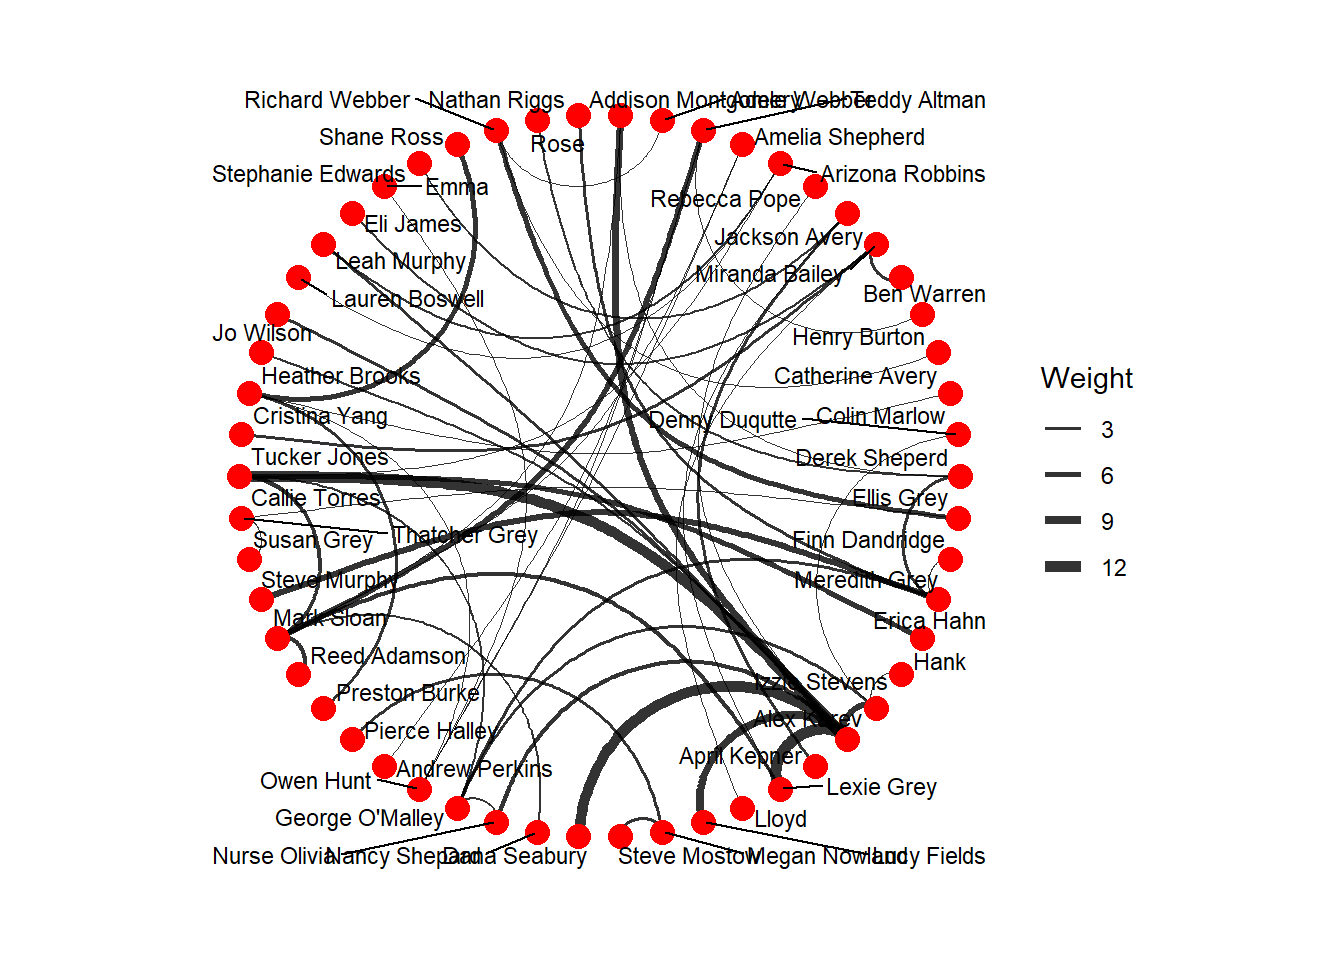 Richard Webber
Nathan Riggs
Addison Montgomery
Adele Webber
Teddy Altman
Shane Ross
Rose
Amelia Shepherd
Stephanie Edwards
Emma
Arizona Robbins
Rebecca Pope
Eli James
Jackson Avery
Leah Murphy
Miranda Bailey
Lauren Boswell
Ben Warren
Jo Wilson
Henry Burton
Heather Brooks
Catherine Avery
Weight
Cristina Yang
Denny Duqutte
Colin Marlow
3
Tucker Jones
Derek Sheperd
6
Callie Torres
Ellis Grey
9
Susan Grey
Thatcher Grey
Finn Dandridge
12
Steve Murphy
Meredith Grey
Mark Sloan
Erica Hahn
Reed Adamson
Hank
Preston Burke
Izzie Stevens
Pierce Halley
Alex Karev
Andrew Perkins
April Kepner
Owen Hunt
Lexie Grey
George O'Malley
Lloyd
Nurse Olivia
Nancy Shepard
Dana Seabury
Steve Mostow
Megan Nowland
Lucy Fields